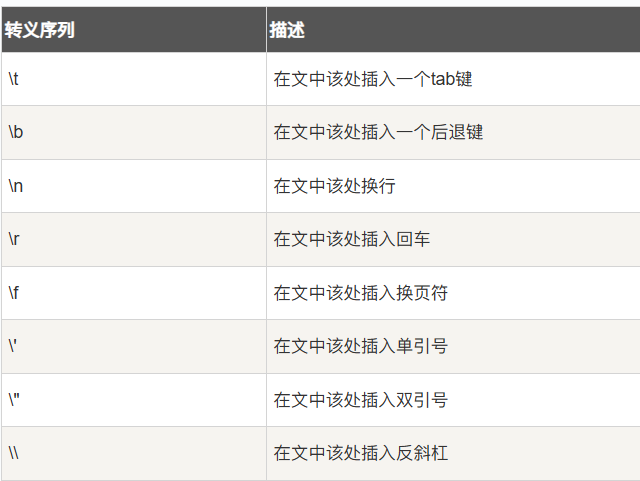 转义序列 描述
\t 在文中该处插入一个tab键
\b 在文中该处插入一个后退键
\n 在文中该处换行
\r 在文中该处插入回车
\f 在文中该处插入换页符
\' 在文中该处插入单引号
\" 在文中该处插入双引号
\\ 在文中该处插入反斜杠